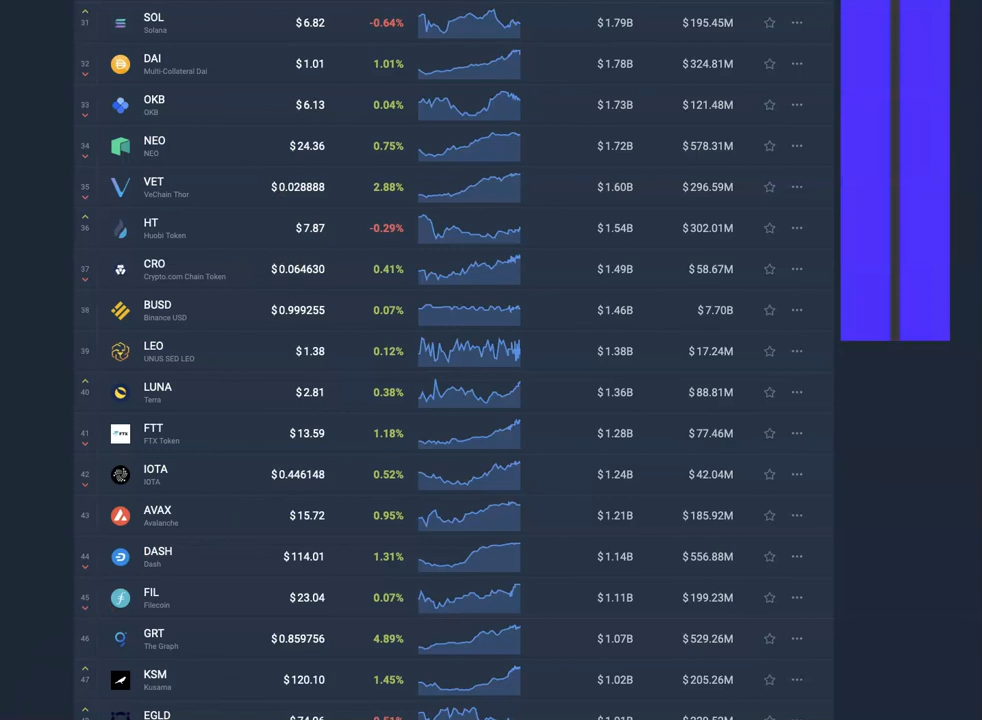 31 SOL $6.82 -0.64% $1.79B $195.45M
Solana
32 DAI $1.01 1.01% $1.78B $324.81M
Multi-Collateral Dai
33 OKB $6.13 0.04% $1.73B $121.48M
OKB
34 NEO $24.36 0.75% $1.72B $578.31M
NEO
35 VET $0.028888 2.88% $1.60B $296.59M
VeChain Thor
36 HT $7.87 -0.29% $1.54B $302.01M
Huobi Token
37 CRO $0.064630 0.41% $1.49B $58.67M
Crypto.com Chain Token
38 BUSD $0.999255 0.07% $1.46B $7.70B
Binance USD
39 LEO $1.38 0.12% $1.38B $17.24M
UNUS SED LEO
40 LUNA $2.81 0.38% $1.36B $88.81M
Terra
41 FTT $13.59 1.18% $1.28B $77.46M
FTX Token
42 IOTA $0.446148 0.52% $1.24B $42.04M
IOTA
43 AVAX $15.72 0.95% $1.21B $185.92M
Avalanche
44 DASH $114.01 1.31% $1.14B $556.88M
Dash
45 FIL $23.04 0.07% $1.11B $199.23M
Filecoin
46 GRT $0.859756 4.89% $1.07B $529.26M
The Graph
47 KSM $120.10 1.45% $1.02B $205.26M
Kusama
EGLD